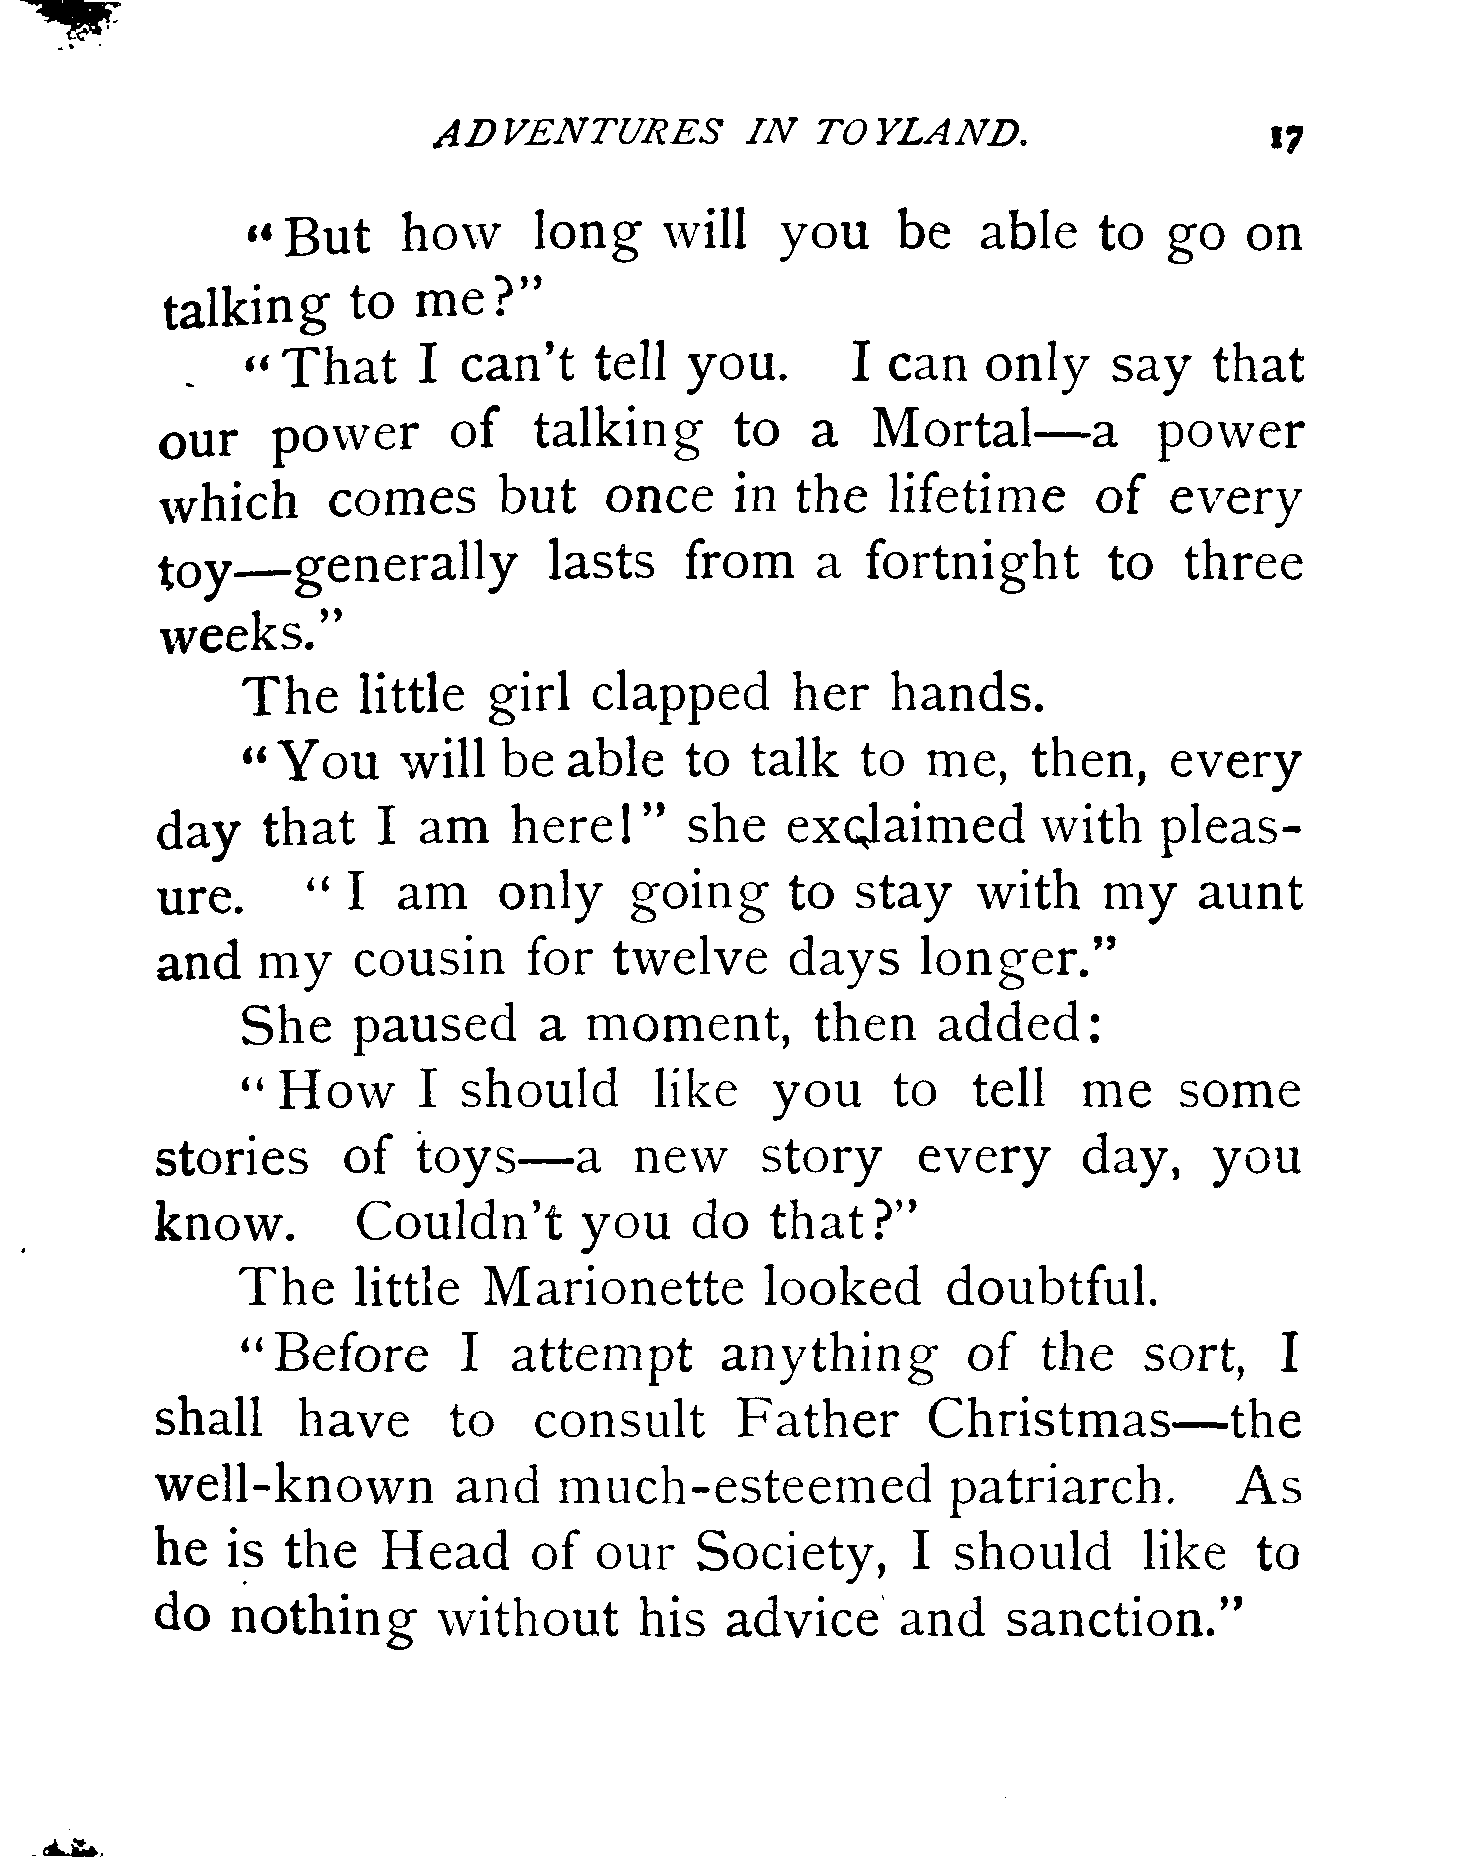 ADVENTURES IN TOYLAND. 17
"But how long will you be able to go on
talking to me?"
"That I can't tell you. I can only say that
our power of talking to a Mortal—a power
which comes but once in the lifetime of every
toy—generally lasts from a fortnight to three
weeks."
The little girl clapped her hands.
"You will be able to talk to me, then, every
day that I am here!" she exclaimed with pleas-
ure. "I am only going to stay with my aunt
and my cousin for twelve days longer."
She paused a moment, then added:
"How I should like you to tell me some
stories of toys—a new story every day, you
know. Couldn't you do that?"
The little Marionette looked doubtful.
"Before I attempt anything of the sort, I
shall have to consult Father Christmas—the
well-known and much-esteemed patriarch. As
he is the Head of our Society, I should like to
do nothing without his advice and sanction."